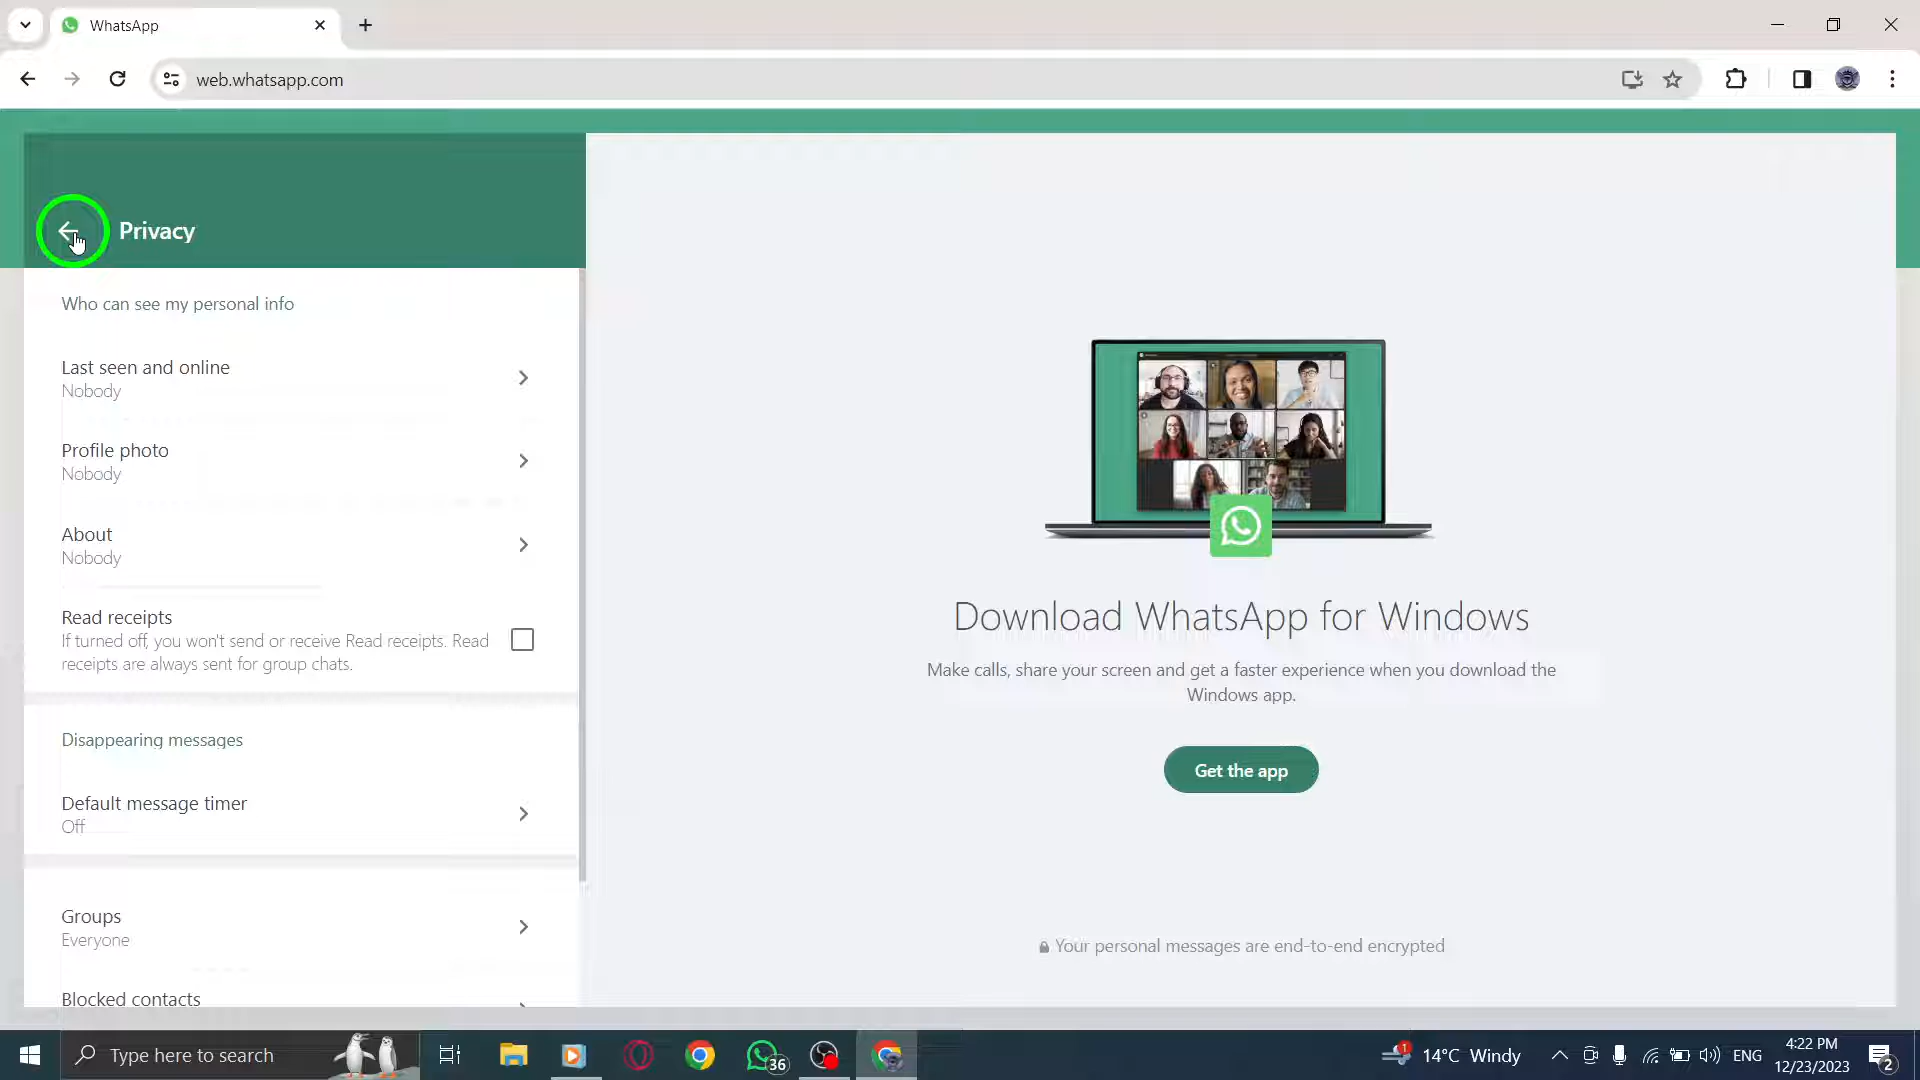 WhatsApp
web.whatsapp.com
Privacy
Who can see my personal info
Last seen and online
Nobody
Profile photo
Nobody
About
Nobody
Read receipts
If turned off, you won't send or receive Read receipts. Read
receipts are always sent for group chats.
Disappearing messages
Default message timer
Off
Groups
Everyone
Blocked contacts
Download WhatsApp for Windows
Make calls, share your screen and get a faster experience when you download the
Windows app.
Get the app
Your personal messages are end-to-end encrypted
Type here to search
36
1
14°C Windy
ENG
4:22 PM
12/23/2023
2